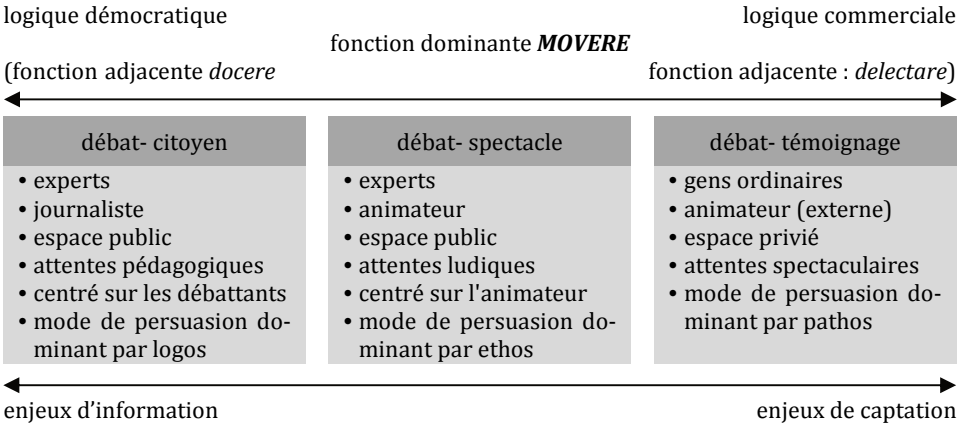 logique démocratique
logique commerciale
fonction dominante MOVERE
(fonction adjacente docere
fonction adjacente : delectare)
débat- citoyen
• experts
• journaliste
• espace public
• attentes pédagogiques
• centré sur les débattants
• mode de persuasion do-
minant par logos
débat- spectacle
• experts
• animateur
• espace public
• attentes ludiques
• centré sur l'animateur
• mode de persuasion do-
minant par ethos
débat- témoignage
• gens ordinaires
• animateur (externe)
• espace privié
• attentes spectaculaires
• mode de persuasion do-
minant par pathos
enjeux d’information
enjeux de captation